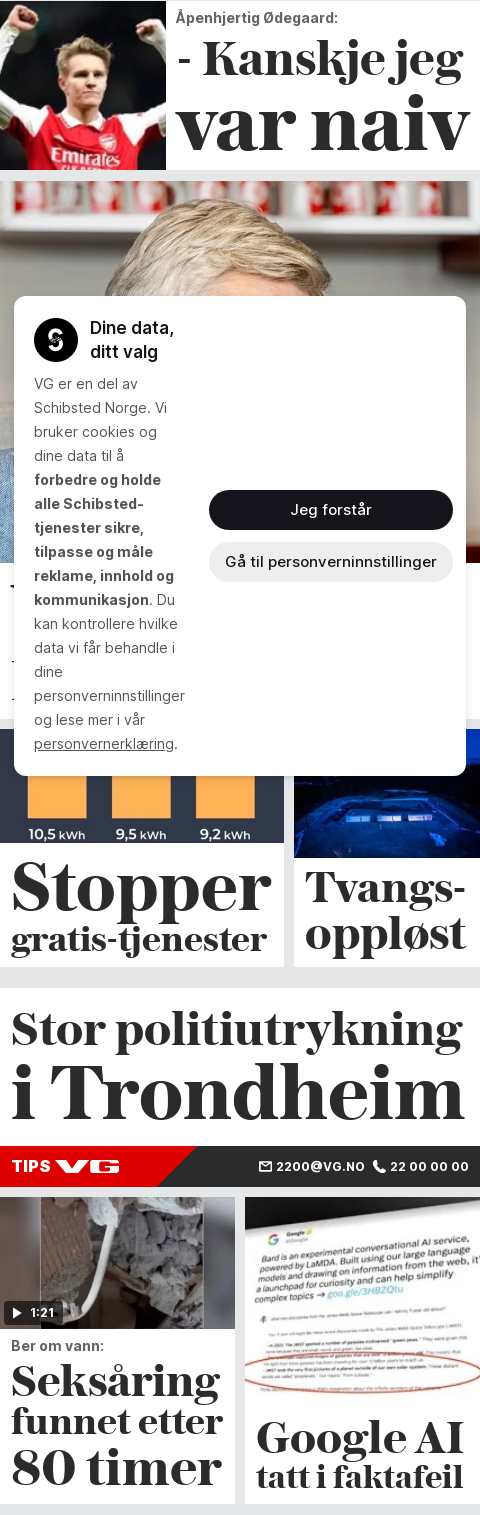 Åpenhjertig Ødegaard:
- Kanskje jeg
var naiv
Emirates
Dine data,
ditt valg
VG er en del av
Schibsted Norge. Vi
bruker cookies og
dine data til å
forbedre og holde
alle Schibsted-
tjenester sikre,
tilpasse og måle
reklame, innhold og
kommunikasjon. Du
kan kontrollere hvilke
data vi får behandle i
dine
personverninnstillinger
og lese mer i vår
personvernerklæring.
Jeg forstår
Gå til personverninnstillinger
10,5 kWh 9,5 kWh 9,2 kWh
Stopper
gratis-tjenester
Tvangs-
oppløst
Stor politiutrykning
i Trondheim
TIPS VG 2200@VG.NO 22 00 00 00
1:21
Ber om vann:
Seksåring
funnet etter
80 timer
Google
@Google
Bard is an experimental conversational AI service,
powered by LaMDA. Built using our large language
models and drawing on information from the web, it'
a launchpad for curiosity and can help simplify
complex topics → goo.gle/3HBZQtu
Google AI
tatt i faktafeil